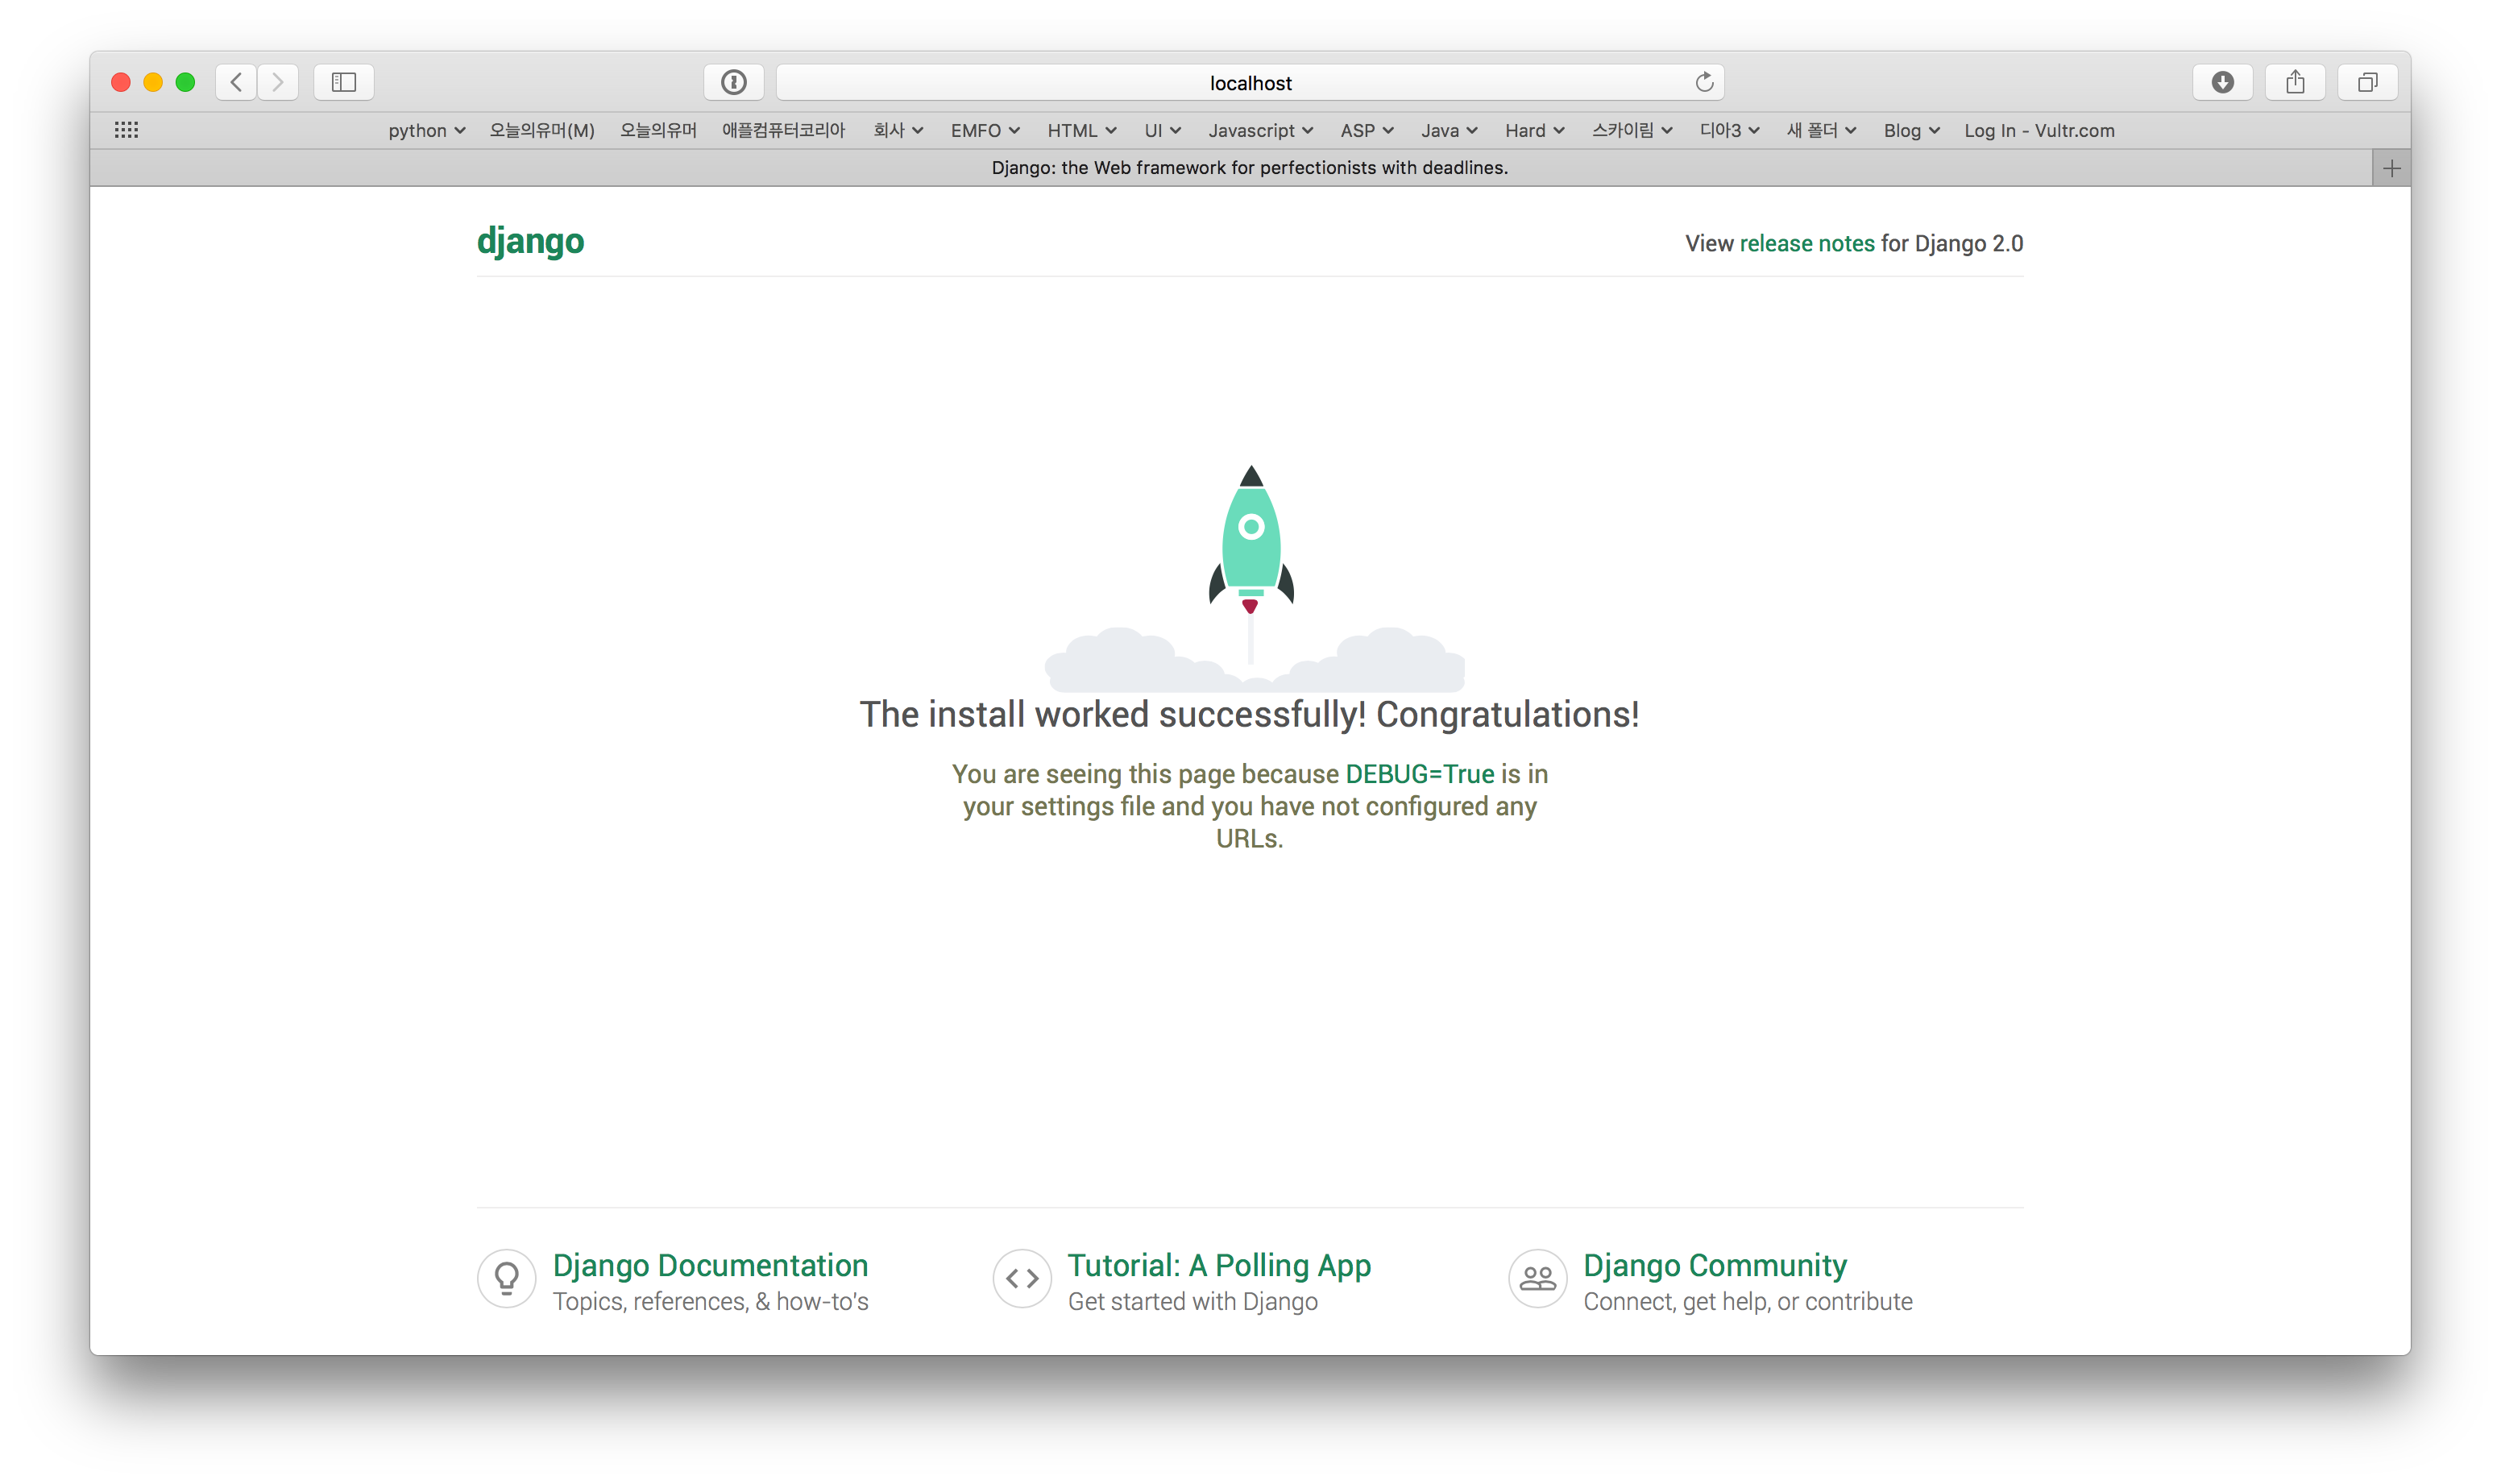 localhost
python 오늘의유머(M) 오늘의유머 애플컴퓨터코리아 회사 EMFO HTML UI Javascript ASP Java Hard 스카이림 디아3 새 폴더 Blog Log In - Vultr.com
Django: the Web framework for perfectionists with deadlines.
django
View release notes for Django 2.0
The install worked successfully! Congratulations!
You are seeing this page because DEBUG=True is in
your settings file and you have not configured any
URLs.
Django Documentation
Topics, references, & how-to's
Tutorial: A Polling App
Get started with Django
Django Community
Connect, get help, or contribute